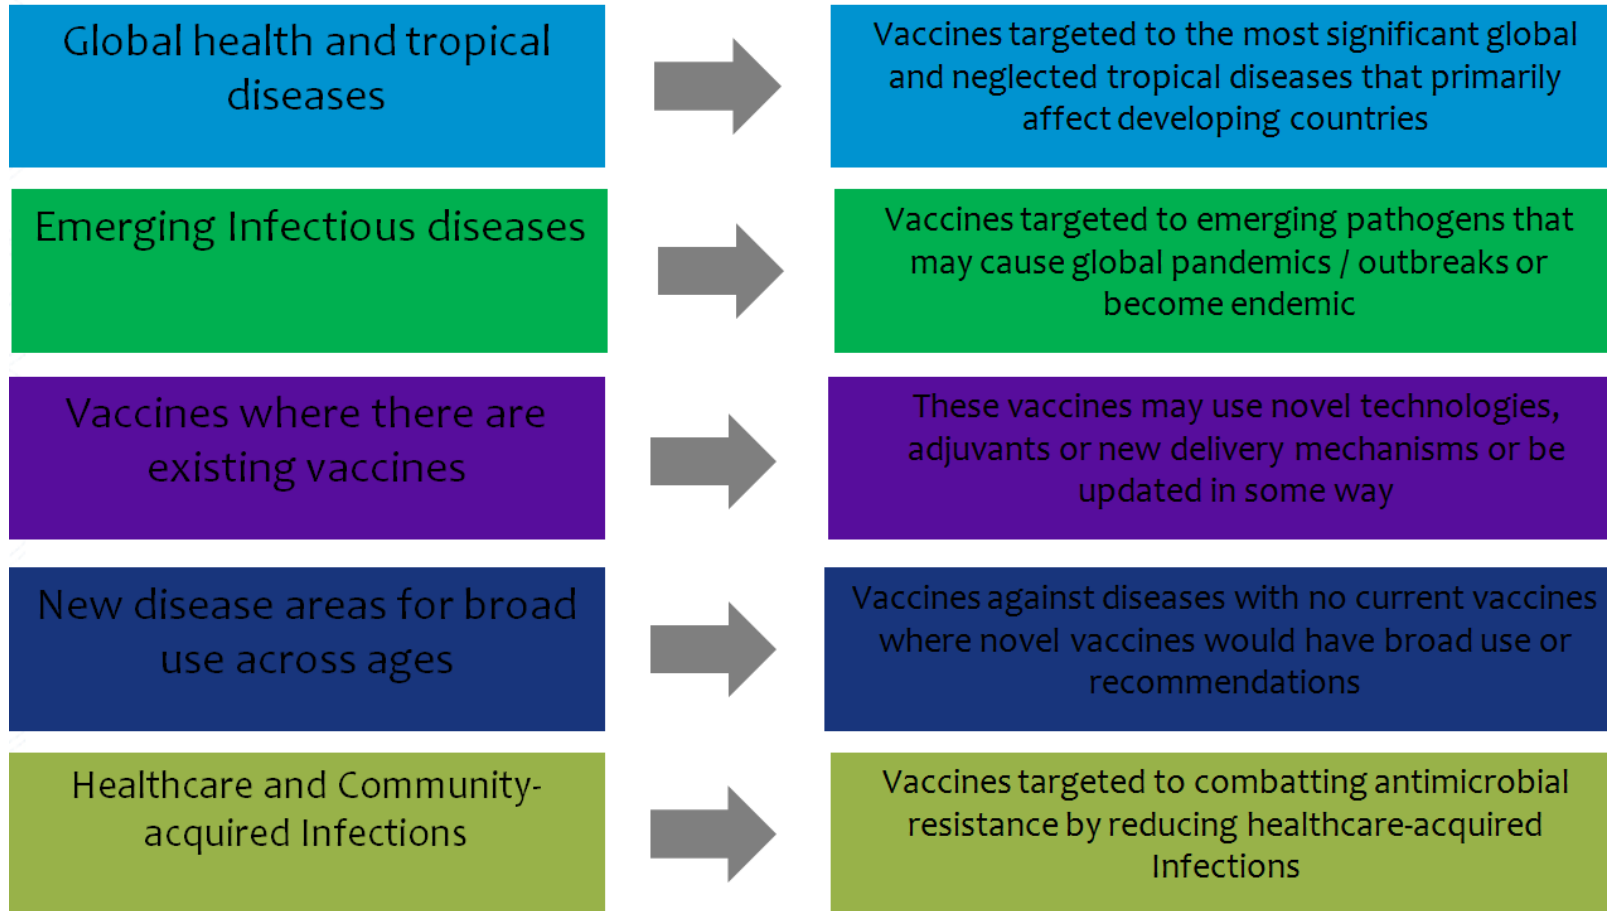 Global health and tropical
diseases
Vaccines targeted to the most significant global
and neglected tropical diseases that primarily
affect developing countries
Emerging Infectious diseases
Vaccines targeted to emerging pathogens that
may cause global pandemics / outbreaks or
become endemic
Vaccines where there are
existing vaccines
These vaccines may use novel technologies,
adjuvants or new delivery mechanisms or be
updated in some way
New disease areas for broad
use across ages
Vaccines against diseases with no current vaccines
where novel vaccines would have broad use or
recommendations
Healthcare and Community-
acquired Infections
Vaccines targeted to combatting antimicrobial
resistance by reducing healthcare-acquired
Infections